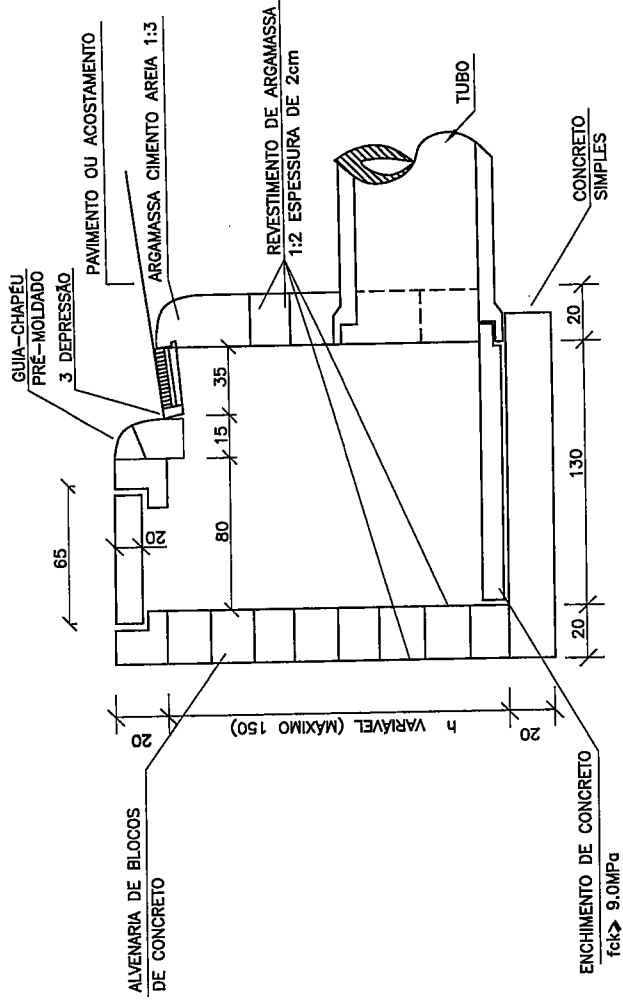 GUIA-CHAPÉU
PRÉ-MOLDADO
3 DEPRESSÃO
PAVIMENTO OU ACOSTAMENTO
ARGAMASSA CIMENTO AREIA 1:3
REVESTIMENTO DE ARGAMASSA
1:2 ESPESSURA DE 2cm
TUBO
CONCRETO
SIMPLES
65
20
80
15
35
20
h VARIÁVEL (MÁXIMO 150)
20
20
130
20
ALVENARIA DE BLOCOS
DE CONCRETO
ENCHIMENTO DE CONCRETO
fck> 9.0MPa